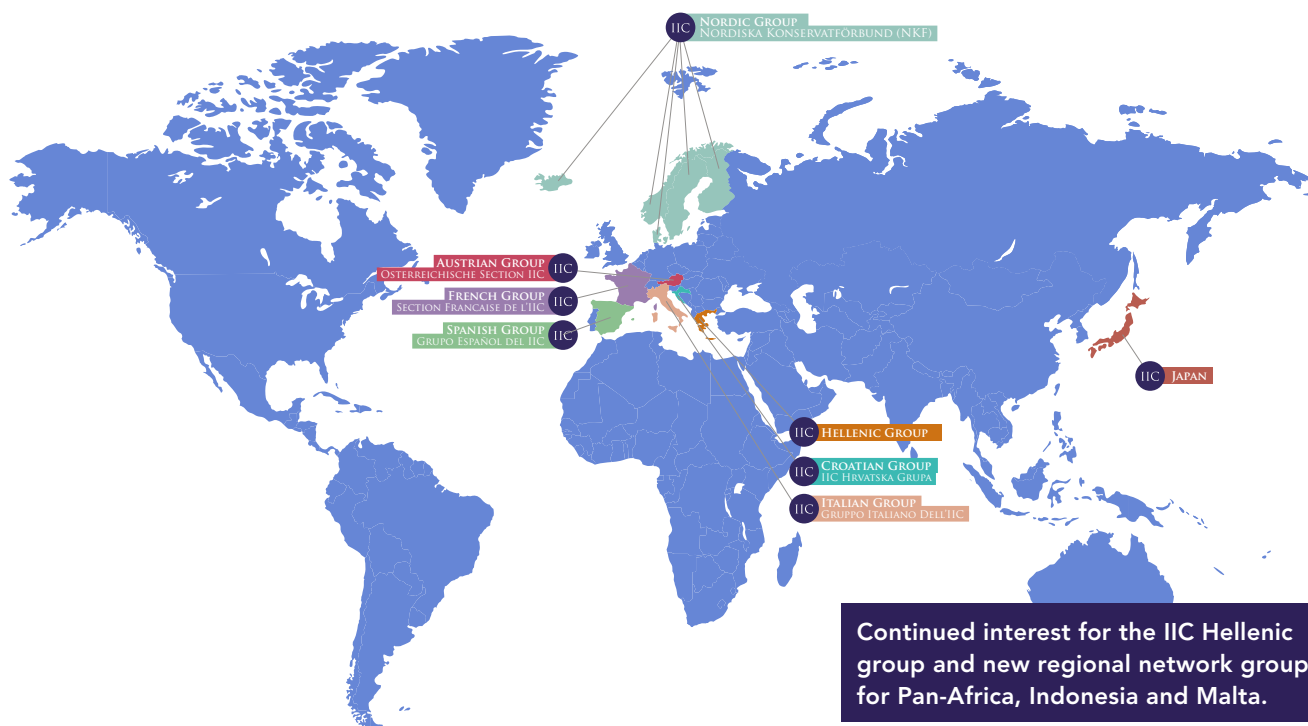 IIC
NORDIC GROUP
NORDISKA KONSERVATFÖRBUND (NKF)
AUSTRIAN GROUP
OSTERREICHISCHE SECTION IIC
IIC
FRENCH GROUP
SECTION FRANCAISE DE L'IIC
IIC
SPANISH GROUP
GRUPO ESPAÑOL DEL IIC
IIC
IIC
JAPAN
IIC
HELLENIC GROUP
IIC
CROATIAN GROUP
IIC HRVATSKA GRUPA
IIC
ITALIAN GROUP
GRUPPO ITALIANO DELL'IIC
Continued interest for the IIC Hellenic
group and new regional network group
for Pan-Africa, Indonesia and Malta.